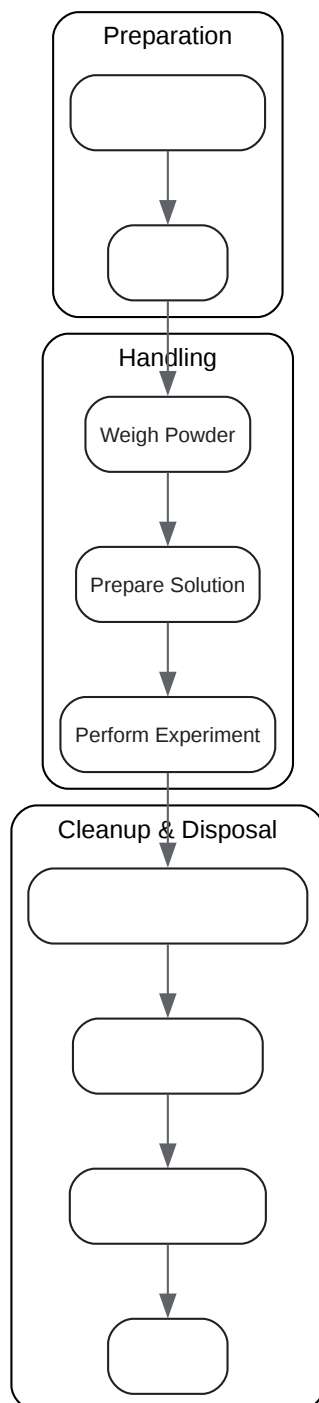 Preparation
Handling
Weigh Powder
Prepare Solution
Perform Experiment
Cleanup & Disposal